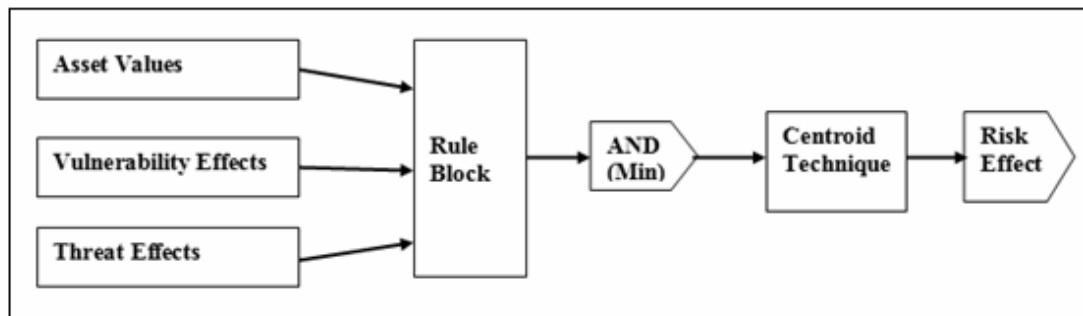 Asset Values
Vulnerability Effects
Threat Effects
Rule
Block
AND
(Min)
Centroid
Technique
Risk
Effect